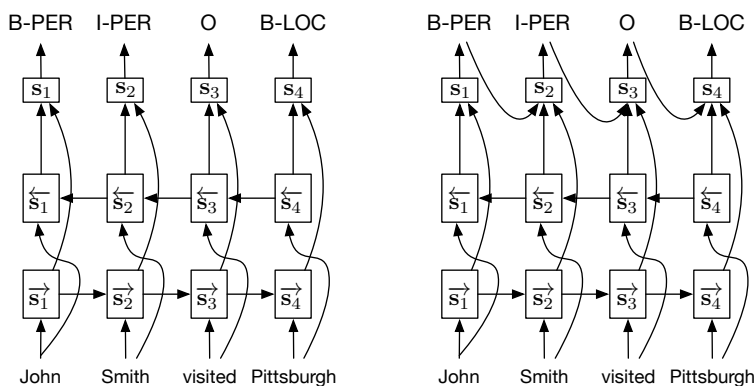 B-PER I-PER O B-LOC B-PER I-PER O B-LOC
s₁ s₂ s₃ s₄ s₁ s₂ s₃ s₄
←s₁ ←s₂ ←s₃ ←s₄ ←s₁ ←s₂ ←s₃ ←s₄
→s₁ →s₂ →s₃ →s₄ →s₁ →s₂ →s₃ →s₄
John Smith visited Pittsburgh John Smith visited Pittsburgh